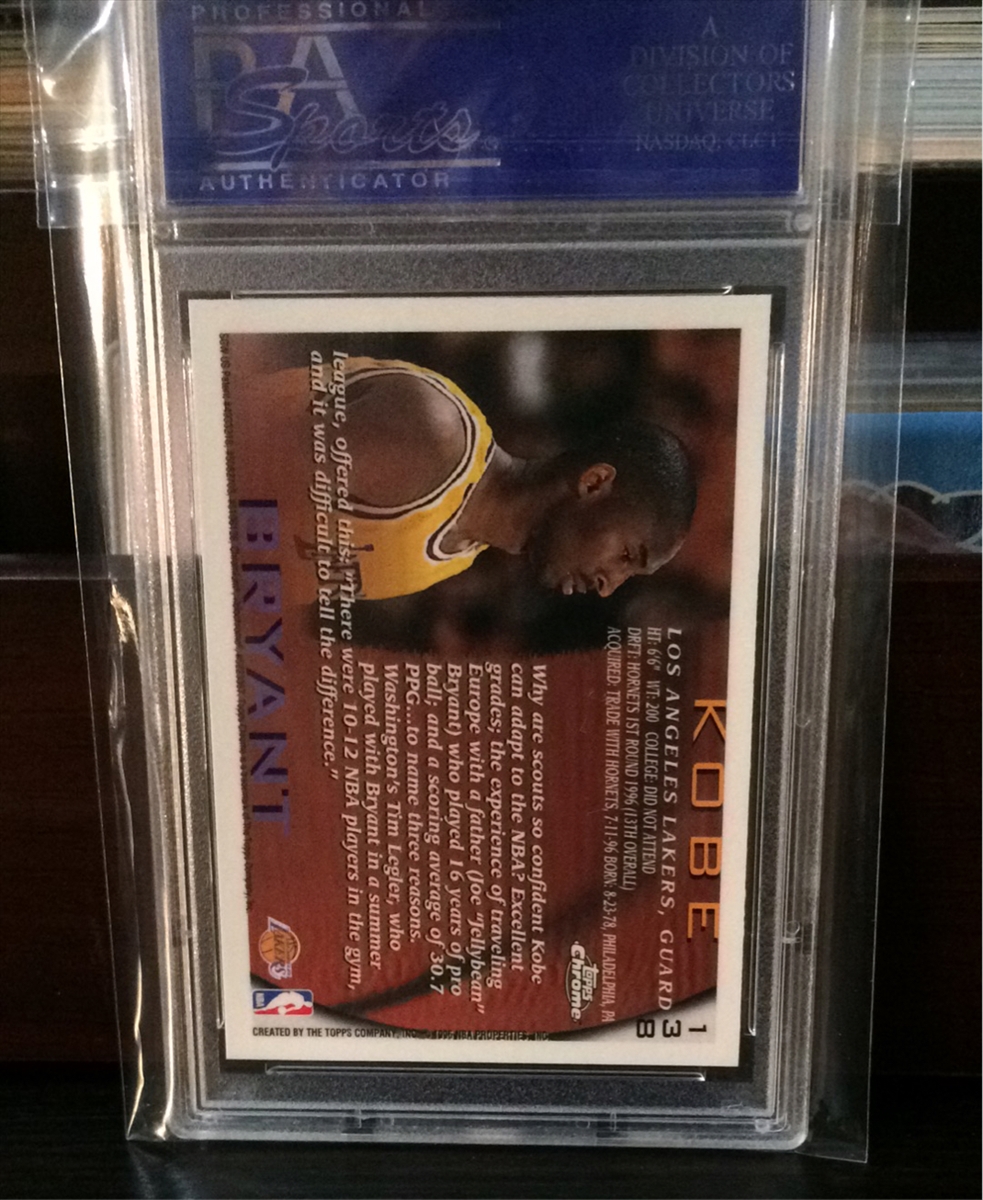 PROFESSIONAL
Sports
AUTHENTICATOR
A
DIVISION OF
COLLECTORS
UNIVERSE
NASDAQ: CLCT
138
KOBE
LOS ANGELES LAKERS, GUARD
HT: 6'6" WT: 200 COLLEGE: DID NOT ATTEND
DRFT: HORNETS 1ST ROUND 1996 (13TH OVERALL)
ACQUIRED: TRADE WITH HORNETS, 7-11-96 BORN: 8-23-78, PHILADELPHIA, PA
TOPPS
Chrome
Why are scouts so confident Kobe
can adapt to the NBA? Excellent
grades; the experience of traveling
Europe with a father (Joe "Jellybean"
Bryant) who played 16 years of pro
ball; and a scoring average of 30.7
PPG...to name three reasons.
Washington's Tim Legler, who
played with Bryant in a summer
league, offered this: "There were 10-12 NBA players in the gym,
and it was difficult to tell the difference."
BRYANT
LAKERS
NBA
CREATED BY THE TOPPS COMPANY, INC. © 1996 NBA PROPERTIES, INC.